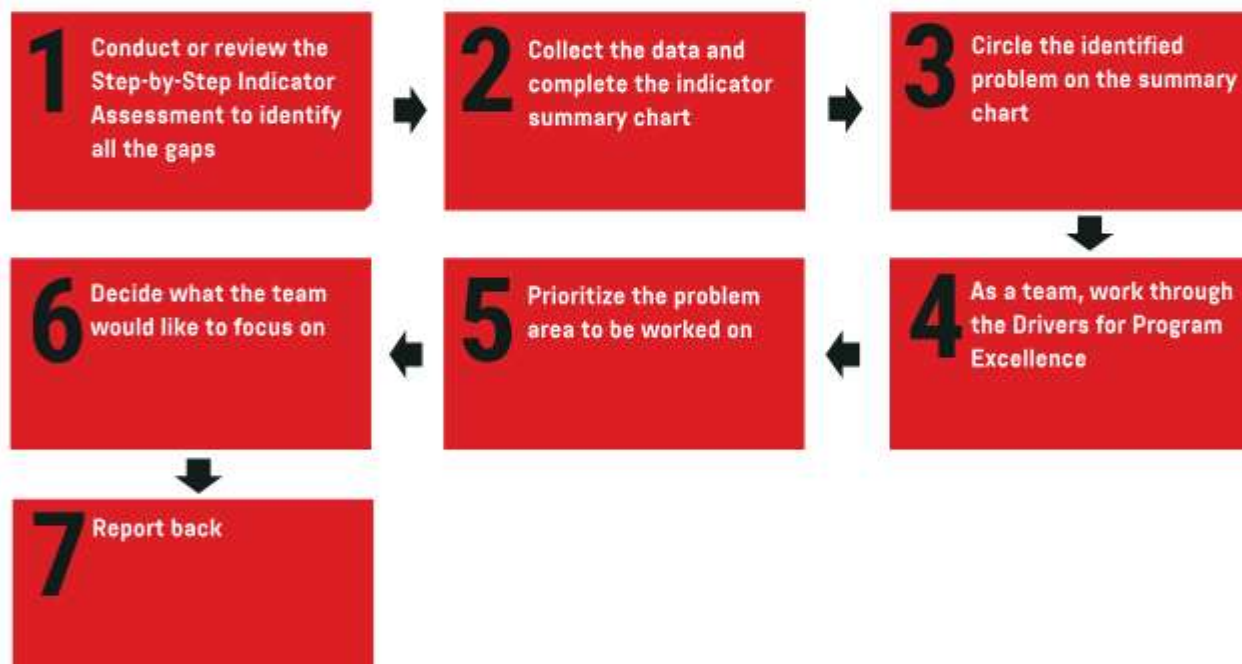 1
Conduct or review the
Step-by-Step Indicator
Assessment to identify
all the gaps
2
Collect the data and
complete the indicator
summary chart
3
Circle the identified
problem on the summary
chart
4
As a team, work through
the Drivers for Program
Excellence
5
Prioritize the problem
area to be worked on
6
Decide what the team
would like to focus on
7
Report back